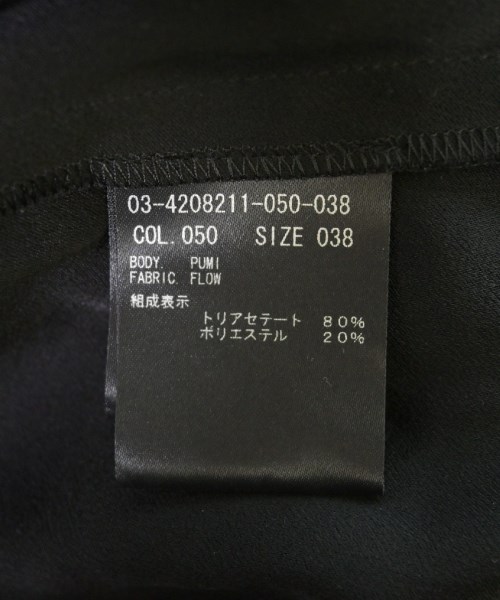 03-4208211-050-038
COL. 050 SIZE 038
BODY. PUMI
FABRIC. FLOW
組成表示
トリアセテート 80%
ポリエステル 20%